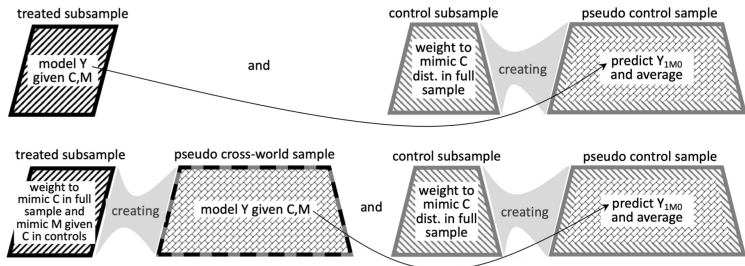 treated subsample
control subsample
pseudo control sample
model Y
given C,M
and
weight to
mimic C
dist. in full
sample
creating
predict Y1M0
and average
treated subsample
pseudo cross-world sample
control subsample
pseudo control sample
weight to
mimic C in full
sample and
mimic M given
C in controls
creating
model Y given C,M
and
weight to
mimic C
dist. in full
sample
creating
predict Y1M0
and average